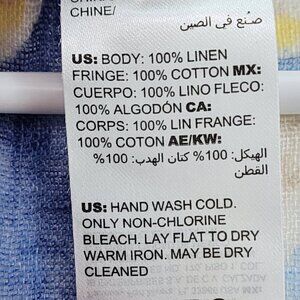 CHINE/
صنع في الصين
US: BODY: 100% LINEN
FRINGE: 100% COTTON MX:
CUERPO: 100% LINO FLECO:
100% ALGODÓN CA:
CORPS: 100% LIN FRANGE:
100% COTON AE/KW:
الهيكل: 100% كتان الهدب: 100%
القطن
US: HAND WASH COLD.
ONLY NON-CHLORINE
BLEACH. LAY FLAT TO DRY
WARM IRON. MAY BE DRY
CLEANED